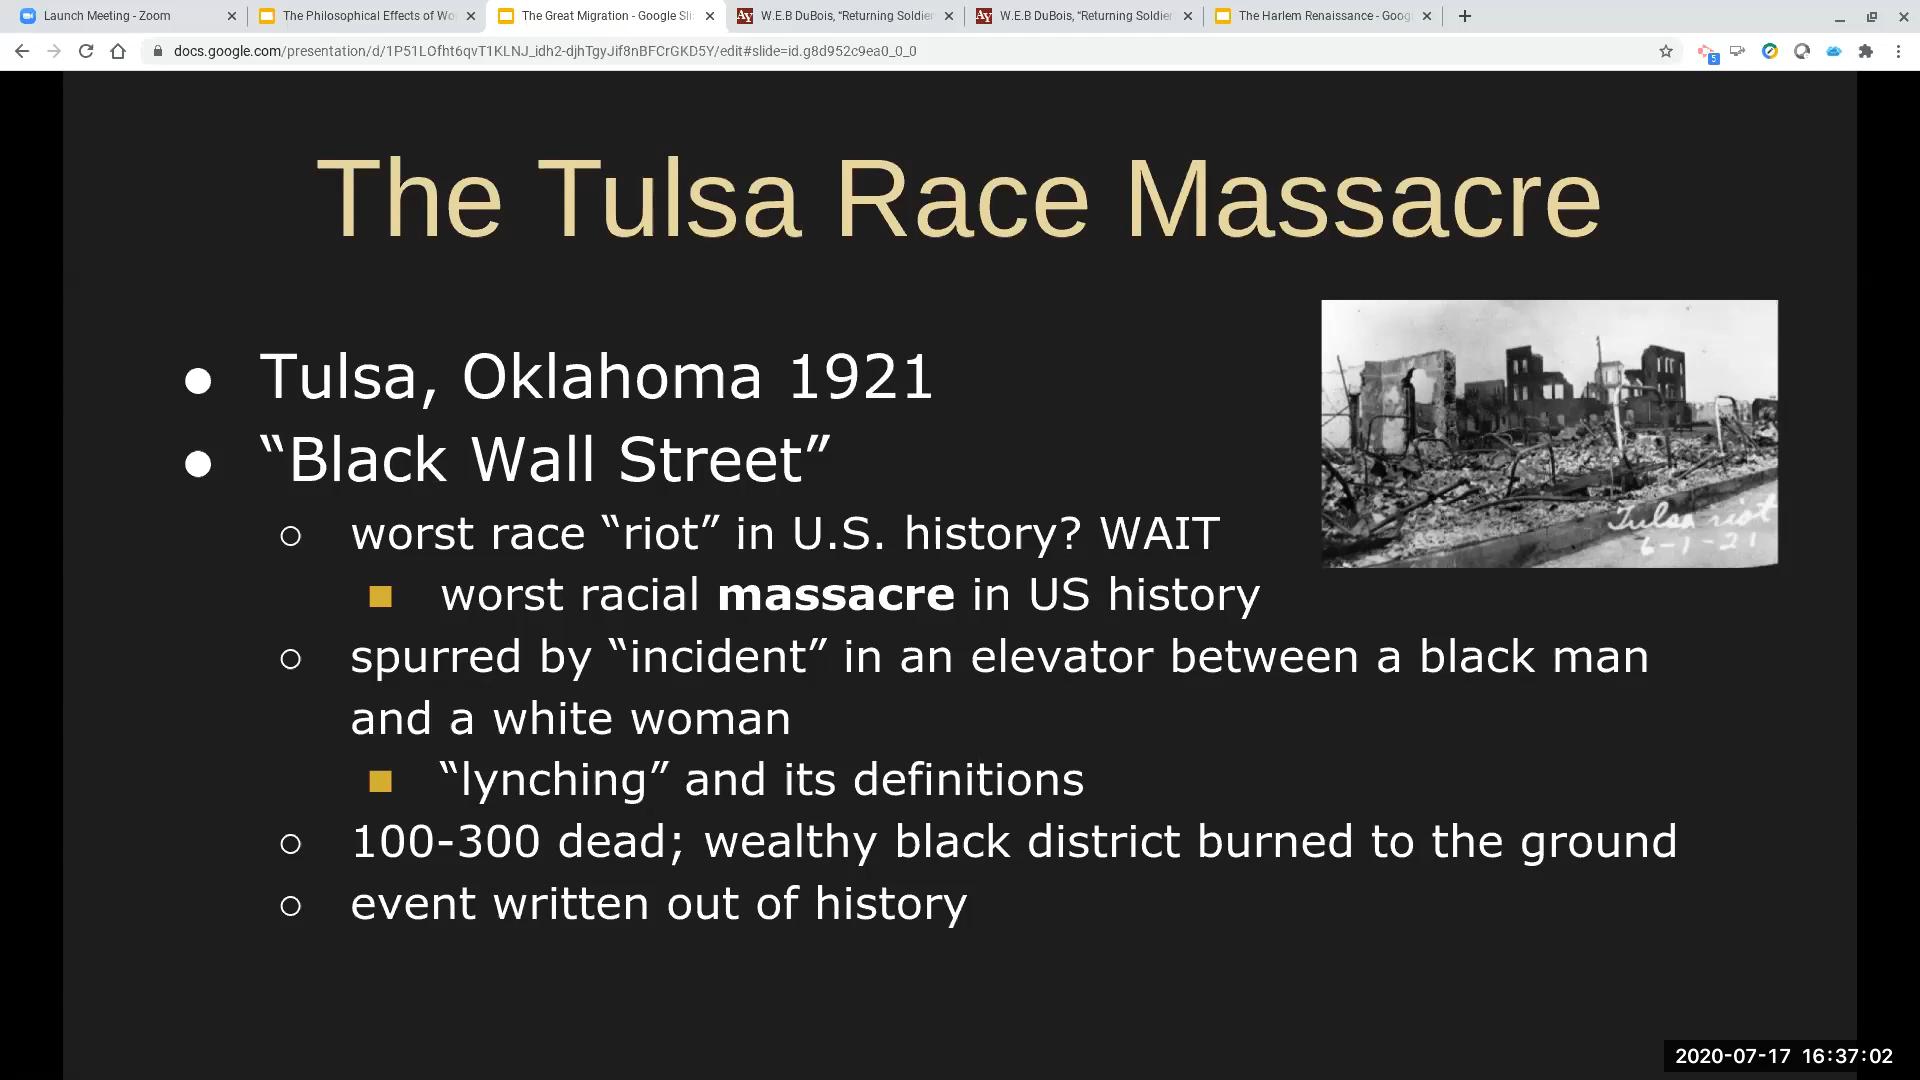 Launch Meeting - Zoom
The Philosophical Effects of Wo
The Great Migration - Google Sli
W.E.B DuBois, “Returning Soldier
W.E.B DuBois, “Returning Soldier
The Harlem Renaissance - Goog
docs.google.com/presentation/d/1P51LOfht6qvT1KLNJ_idh2-djhTgyJif8nBFCrGKD5Y/edit#slide=id.g8d952c9ea0_0_0
5
The Tulsa Race Massacre
● Tulsa, Oklahoma 1921
● “Black Wall Street”
○ worst race “riot” in U.S. history? WAIT
■ worst racial massacre in US history
○ spurred by “incident” in an elevator between a black man
and a white woman
■ “lynching” and its definitions
○ 100-300 dead; wealthy black district burned to the ground
○ event written out of history
Tulsa riot
6-1-21
2020-07-17 16:37:02